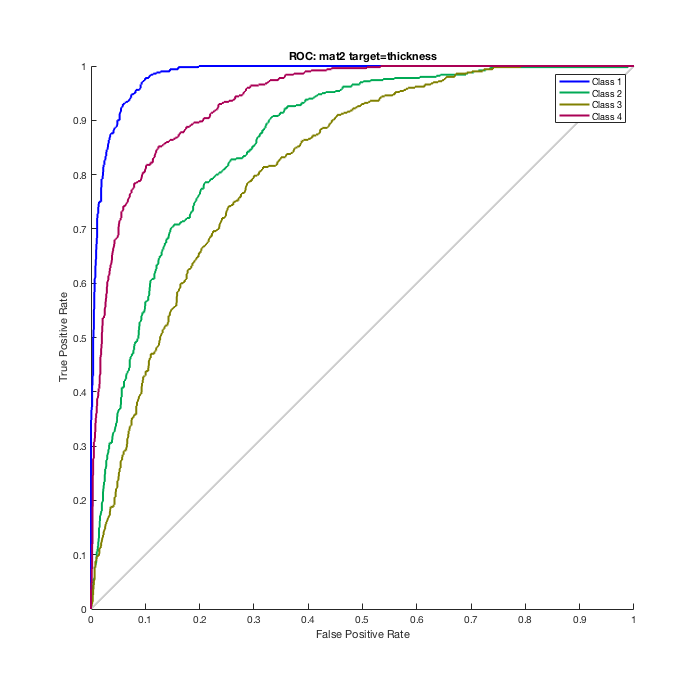 ROC: mat2 target=thickness
Class 1
Class 2
Class 3
Class 4
True Positive Rate
1
0.9
0.8
0.7
0.6
0.5
0.4
0.3
0.2
0.1
0
0 0.1 0.2 0.3 0.4 0.5 0.6 0.7 0.8 0.9 1
False Positive Rate